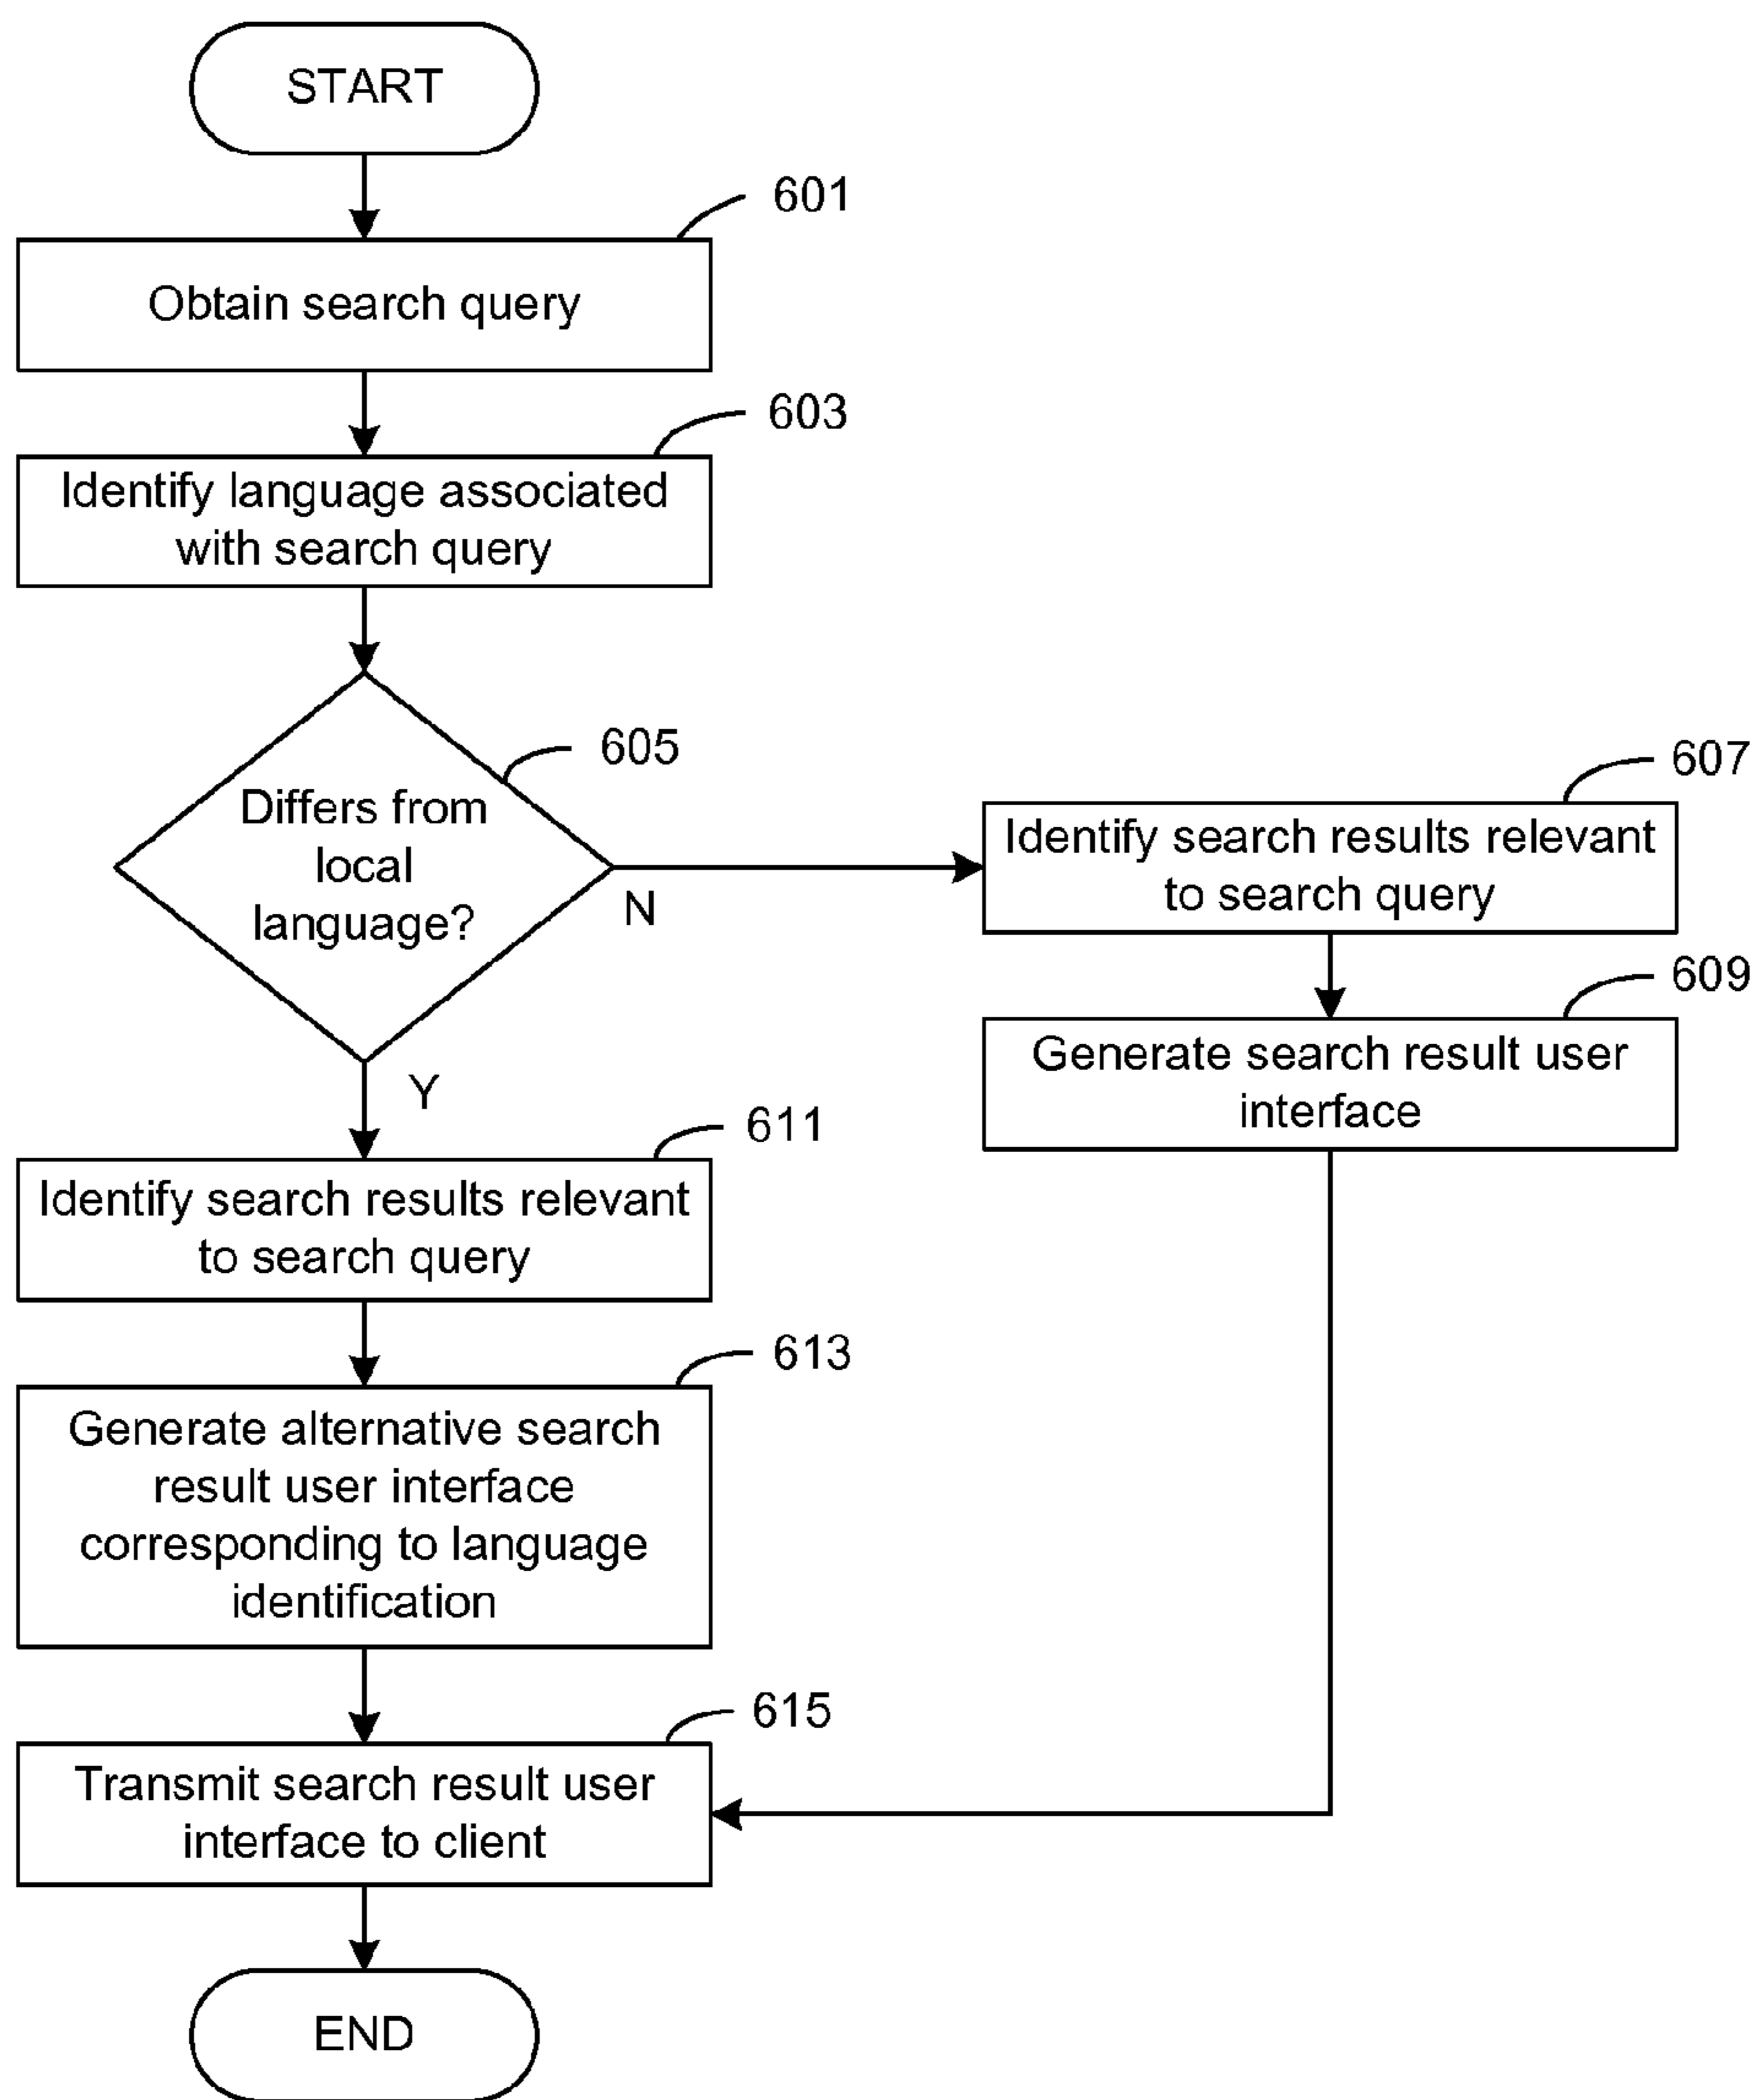 START
601
Obtain search query
603
Identify language associated
with search query
605
Differs from
local
language?
N
Y
607
Identify search results relevant
to search query
609
Generate search result user
interface
611
Identify search results relevant
to search query
613
Generate alternative search
result user interface
corresponding to language
identification
615
Transmit search result user
interface to client
END